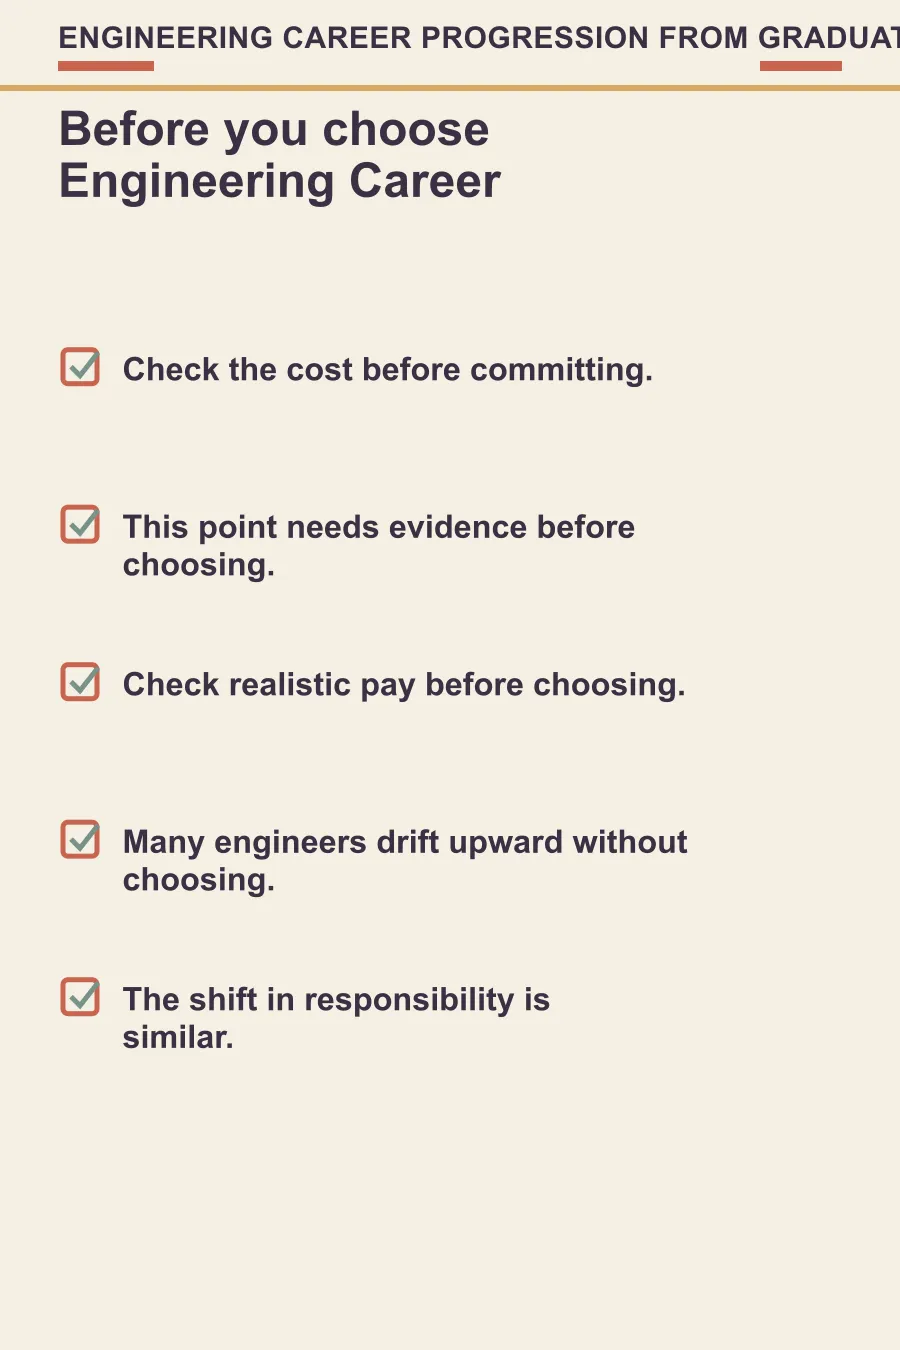 ENGINEERING CAREER PROGRESSION FROM GRADUAT
Before you choose
Engineering Career
Check the cost before committing.
This point needs evidence before
choosing.
Check realistic pay before choosing.
Many engineers drift upward without
choosing.
The shift in responsibility is
similar.